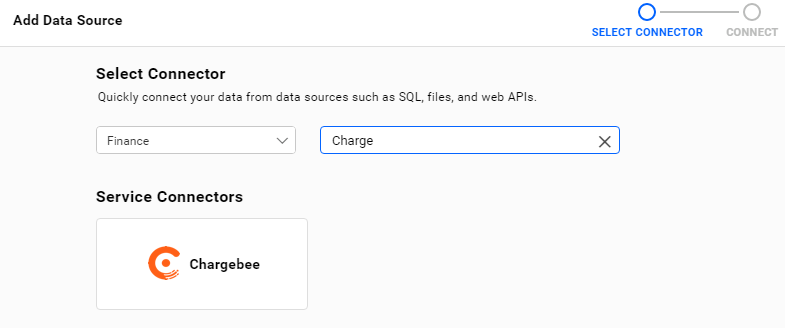 Add Data Source
SELECT CONNECTOR
CONNECT
Select Connector
Quickly connect your data from data sources such as SQL, files, and web APIs.
Finance
Charge
Service Connectors
Chargebee